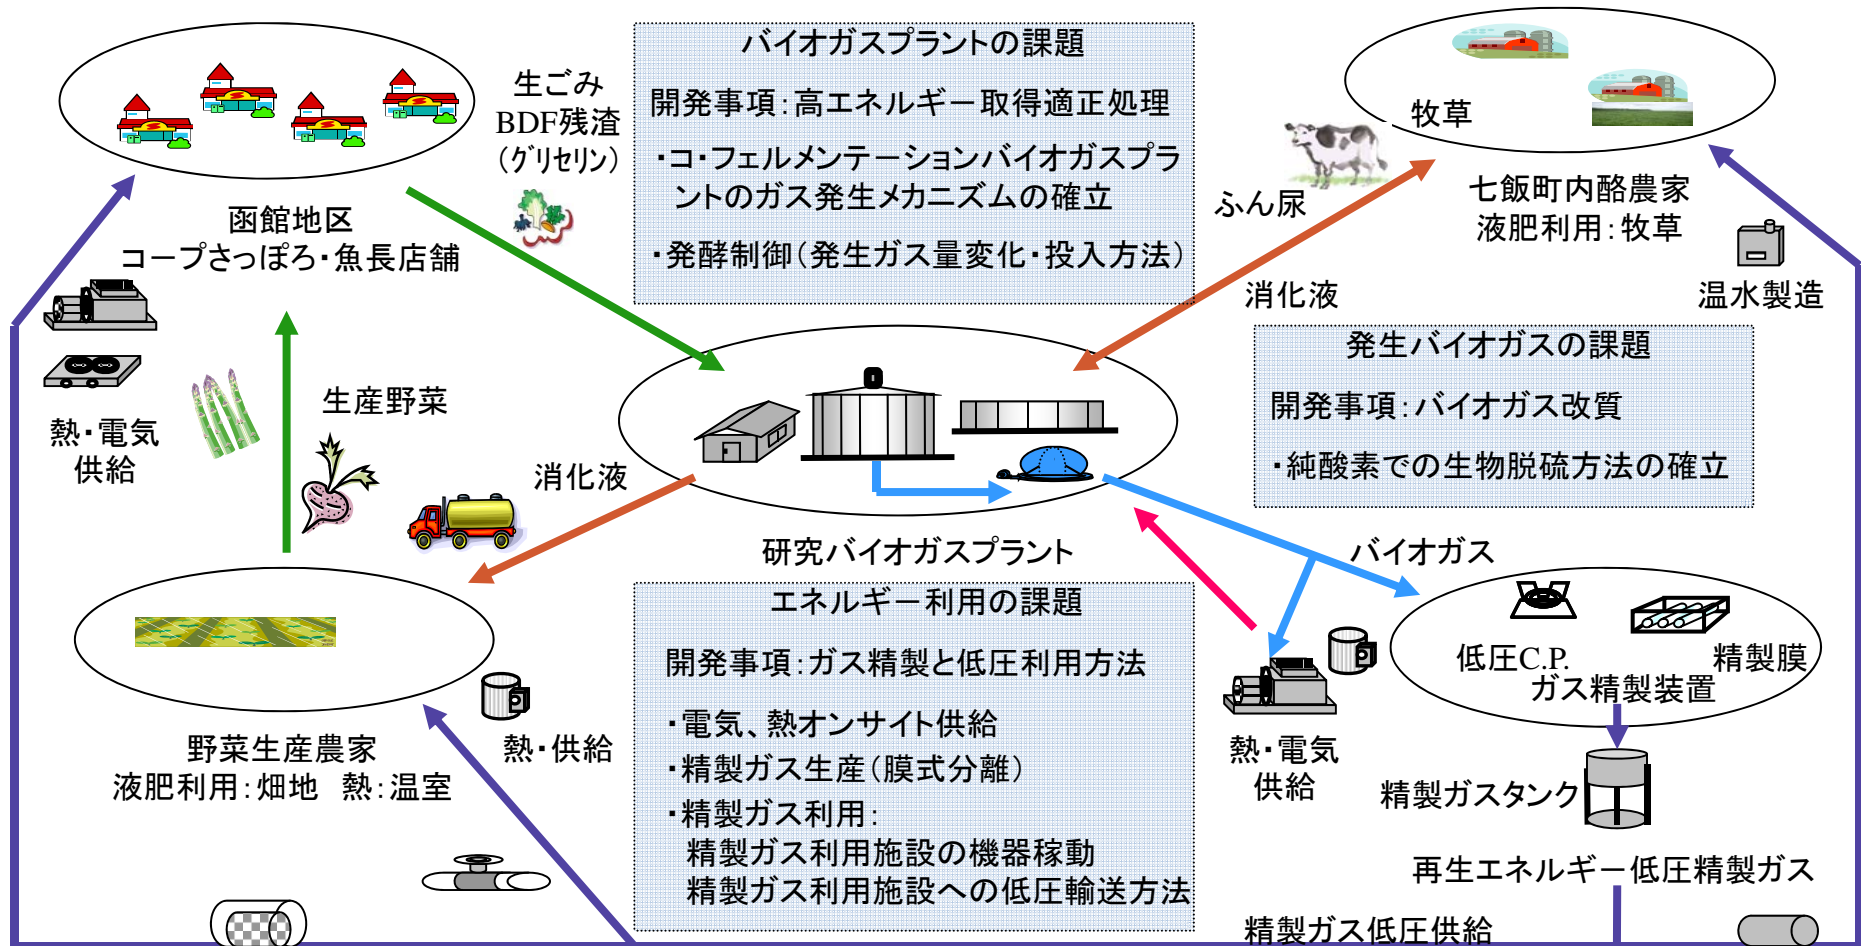 バイオガスプラントの課題
開発事項：高エネルギー取得適正処理
・コ・フェルメンテーションバイオガスプラ
ントのガス発生メカニズムの確立
・発酵制御（発生ガス量変化・投入方法）
生ごみ
BDF残渣
（グリセリン）
函館地区
コープさっぽろ・魚長店舗
牧草
ふん尿
七飯町内酪農家
液肥利用：牧草
消化液
温水製造
発生バイオガスの課題
開発事項：バイオガス改質
・純酸素での生物脱硫方法の確立
熱・電気
供給
生産野菜
消化液
研究バイオガスプラント
バイオガス
エネルギー利用の課題
開発事項：ガス精製と低圧利用方法
・電気、熱オンサイト供給
・精製ガス生産（膜式分離）
・精製ガス利用：
精製ガス利用施設の機器稼動
精製ガス利用施設への低圧輸送方法
低圧C.P.
精製膜
ガス精製装置
野菜生産農家
液肥利用：畑地　熱：温室
熱・供給
熱・電気
供給
精製ガスタンク
再生エネルギー低圧精製ガス
精製ガス低圧供給